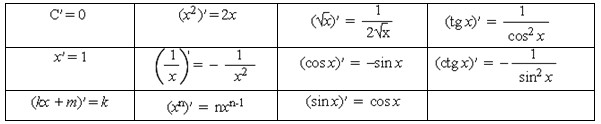 C′ = 0 (x²)′ = 2x (√x)′ = 1/(2√x) (tg x)′ = 1/cos² x
x′ = 1 (1/x)′ = − 1/x² (cos x)′ = −sin x (ctg x)′ = − 1/sin² x
(kx + m)′ = k (xⁿ)′ = nxⁿ⁻¹ (sin x)′ = cos x